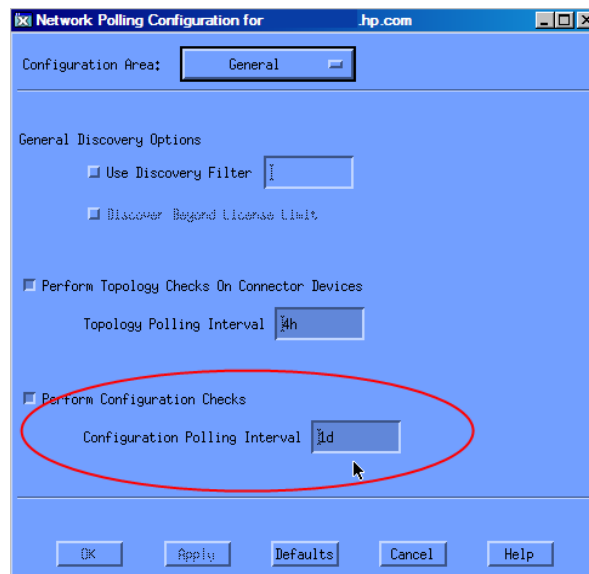 Network Polling Configuration for .hp.com
Configuration Area: General
General Discovery Options
Use Discovery Filter
Discover Beyond License Limit
Perform Topology Checks On Connector Devices
Topology Polling Interval 4h
Perform Configuration Checks
Configuration Polling Interval 1d
OK Apply Defaults Cancel Help